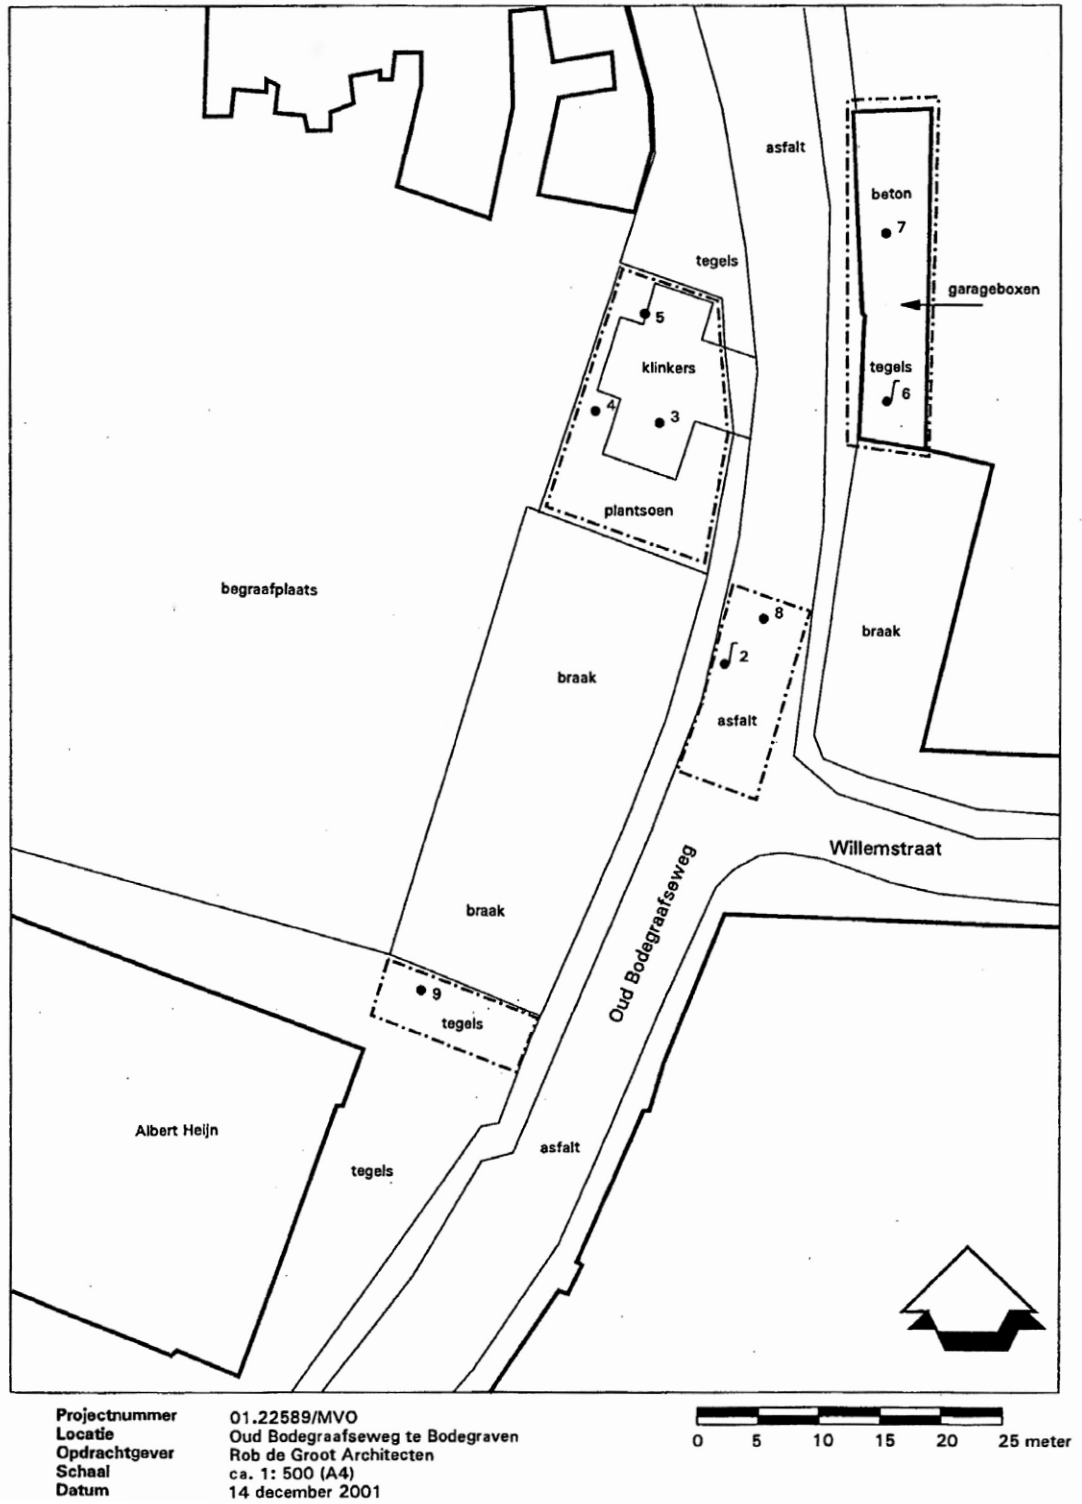 asfalt
beton
7
tegels
garageboxen
5
klinkers
tegels
6
4
3
plantsoen
begraafplaats
8
braak
2
braak
asfalt
Willemstraat
Oud Bodegraafseweg
braak
9
tegels
Albert Heijn
asfalt
tegels
Projectnummer 01.22589/MVO
Locatie Oud Bodegraafseweg te Bodegraven
Opdrachtgever Rob de Groot Architecten
Schaal ca. 1: 500 (A4)
Datum 14 december 2001
0 5 10 15 20 25 meter